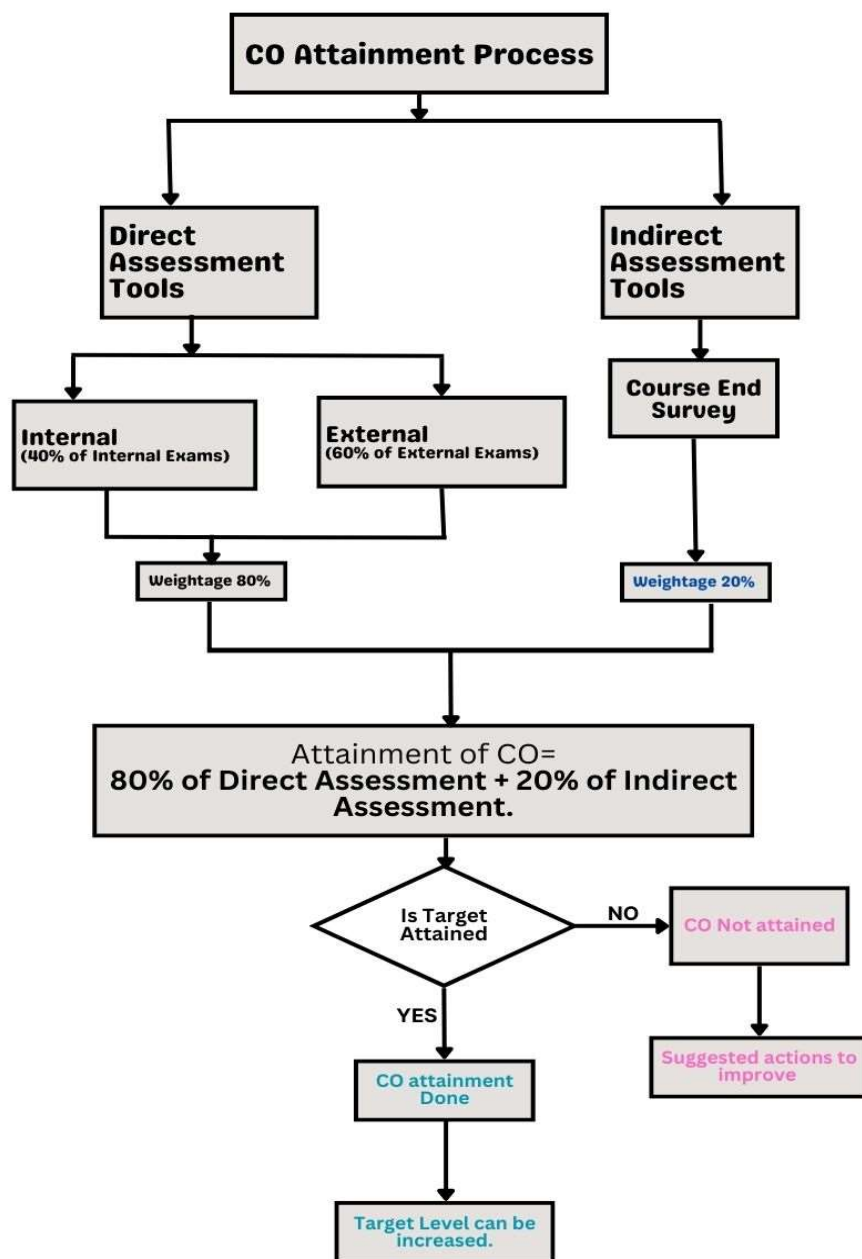 CO Attainment Process
Direct
Assessment
Tools
Indirect
Assessment
Tools
Internal
(40% of Internal Exams)
External
(60% of External Exams)
Course End
Survey
Weightage 80%
Weightage 20%
Attainment of CO=
80% of Direct Assessment + 20% of Indirect
Assessment.
Is Target
Attained
NO
CO Not attained
YES
Suggested actions to
improve
CO attainment
Done
Target Level can be
increased.